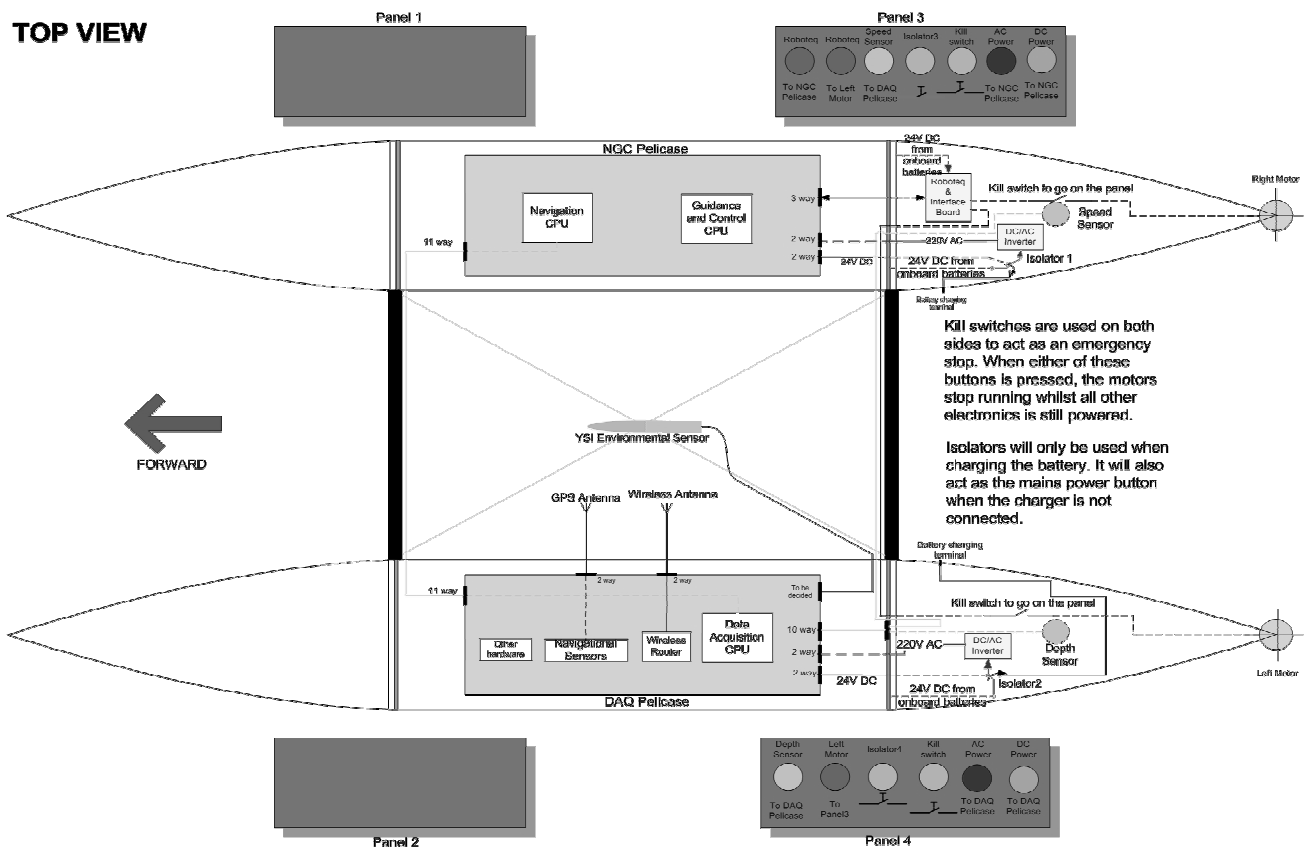 TOP VIEW
Panel 1
Panel 3
Roboteq
Roboteq
Speed
Sensor
Isolator3
Kill
switch
AC
Power
DC
Power
To NGC
Pelicase
To Left
Motor
To DAQ
Pelicase
To NGC
Pelicase
To NGC
Pelicase
NGC Pelicase
Navigation
CPU
Guidance
and Control
CPU
3 way
2 way
2 way
11 way
24V DC
from
onboard
batteries
Roboteq
&
Interface
Board
Kill switch to go on the panel
Speed
Sensor
Right Motor
220V AC
DC/AC
Inverter
Isolator 1
24V DC
24V DC from
onboard batteries
Battery charging
terminal
Kill switches are used on both
sides to act as an emergency
stop. When either of these
buttons is pressed, the motors
stop running whilst all other
electronics is still powered.
Isolators will only be used when
charging the battery. It will also
act as the mains power button
when the charger is not
connected.
FORWARD
YSI Environmental Sensor
GPS Antenna
Wireless Antenna
2 way
2 way
11 way
To be
decided
10 way
2 way
2 way
Other
hardware
Navigational
Sensors
Wireless
Router
Data
Acquisition
CPU
DAQ Pelicase
Battery charging
terminal
Kill switch to go on the panel
220V AC
DC/AC
Inverter
Depth
Sensor
24V DC
Isolator2
24V DC from
onboard batteries
Left Motor
Depth
Sensor
Left
Motor
Isolator4
Kill
switch
AC
Power
DC
Power
To DAQ
Pelicase
To
Panel3
To DAQ
Pelicase
To DAQ
Pelicase
Panel 2
Panel 4